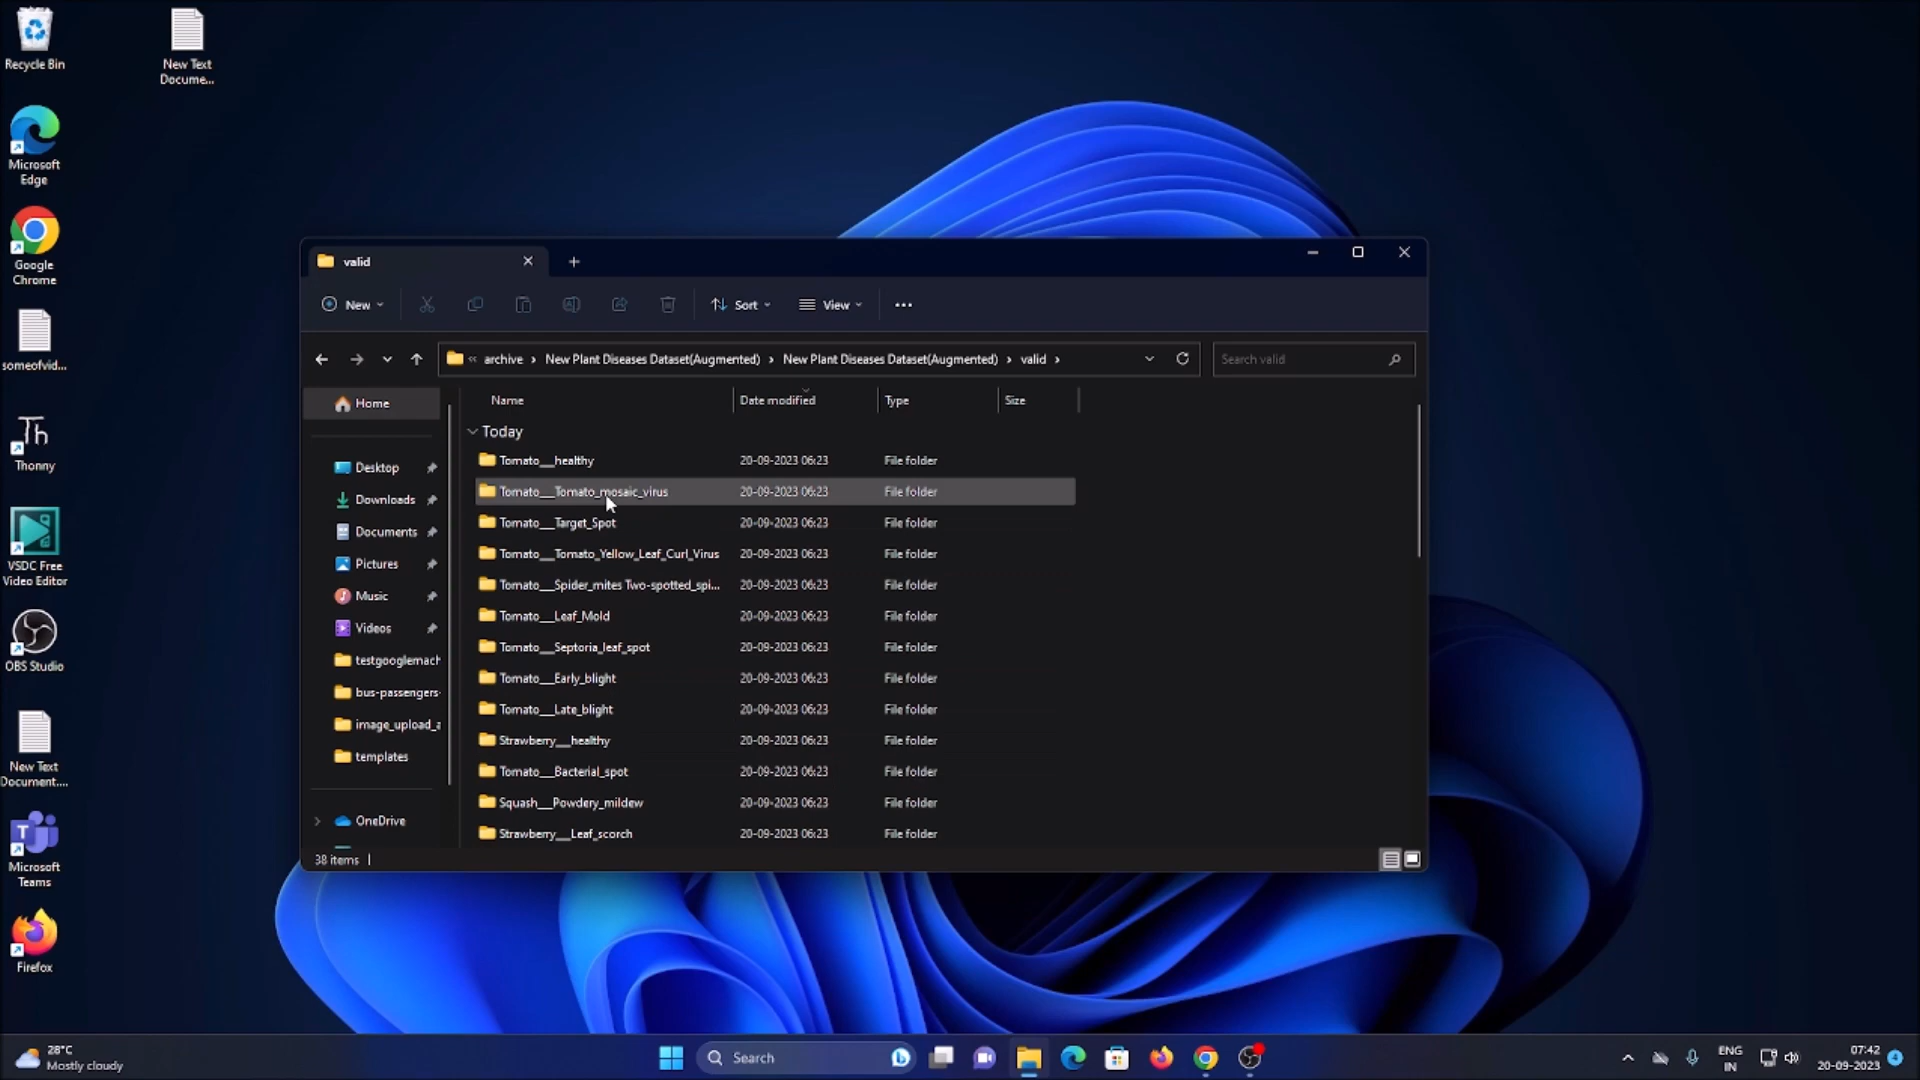 Recycle Bin
New Text
Docume...
Microsoft
Edge
Google
Chrome
someofvid...
Th
Thonny
VSDC Free
Video Editor
OBS Studio
New Text
Document....
Microsoft
Teams
Firefox
valid
New
Sort
View
archive
New Plant Diseases Dataset(Augmented)
New Plant Diseases Dataset(Augmented)
valid
Search valid
Home
Desktop
Downloads
Documents
Pictures
Music
Videos
testgooglemach
bus-passengers-
image_upload_a
templates
OneDrive
Name Date modified Type Size
Today
Tomato___healthy 20-09-2023 06:23 File folder
Tomato___Tomato_mosaic_virus 20-09-2023 06:23 File folder
Tomato___Target_Spot 20-09-2023 06:23 File folder
Tomato___Tomato_Yellow_Leaf_Curl_Virus 20-09-2023 06:23 File folder
Tomato___Spider_mites Two-spotted_spi... 20-09-2023 06:23 File folder
Tomato___Leaf_Mold 20-09-2023 06:23 File folder
Tomato___Septoria_leaf_spot 20-09-2023 06:23 File folder
Tomato___Early_blight 20-09-2023 06:23 File folder
Tomato___Late_blight 20-09-2023 06:23 File folder
Strawberry___healthy 20-09-2023 06:23 File folder
Tomato___Bacterial_spot 20-09-2023 06:23 File folder
Squash___Powdery_mildew 20-09-2023 06:23 File folder
Strawberry___Leaf_scorch 20-09-2023 06:23 File folder
38 items
28°C
Mostly cloudy
Search
ENG
IN
07:42
20-09-2023
4